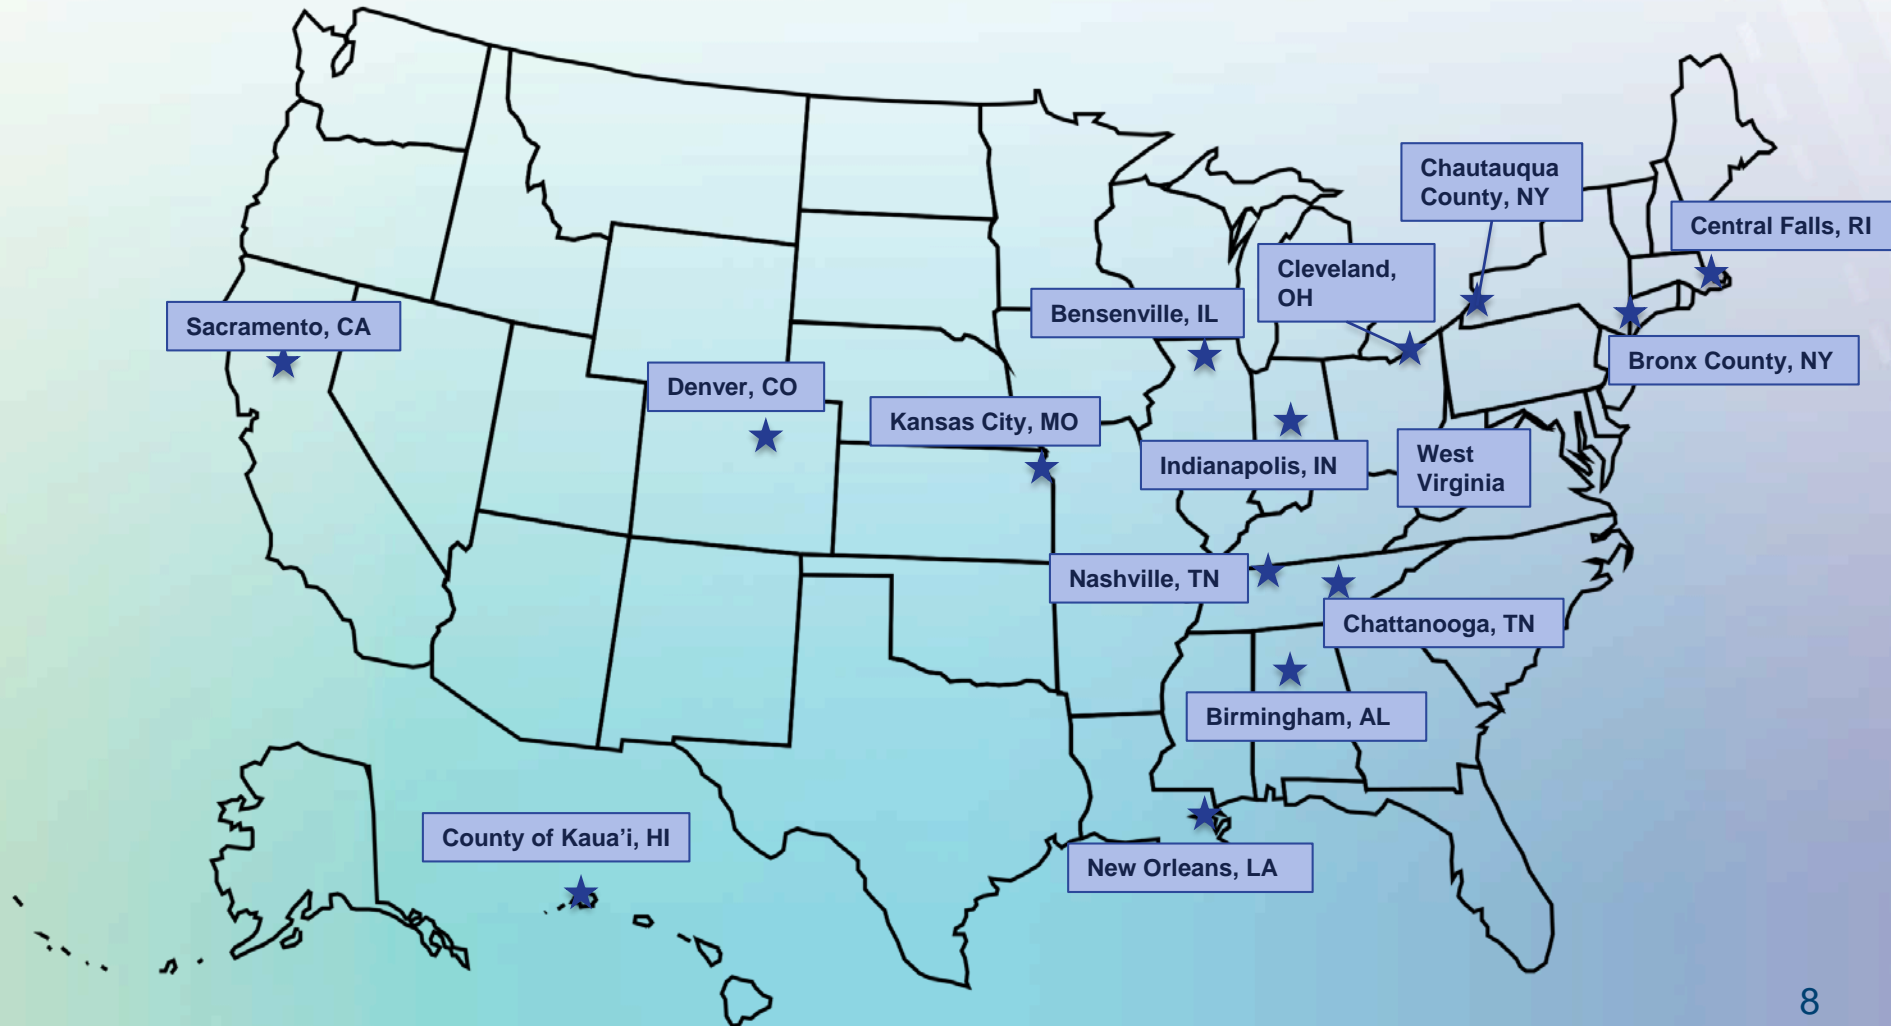 Chautauqua
County, NY
Central Falls, RI
Cleveland,
OH
Bensenville, IL
Sacramento, CA
Bronx County, NY
Denver, CO
Kansas City, MO
Indianapolis, IN
West
Virginia
Nashville, TN
Chattanooga, TN
Birmingham, AL
County of Kaua’i, HI
New Orleans, LA
8